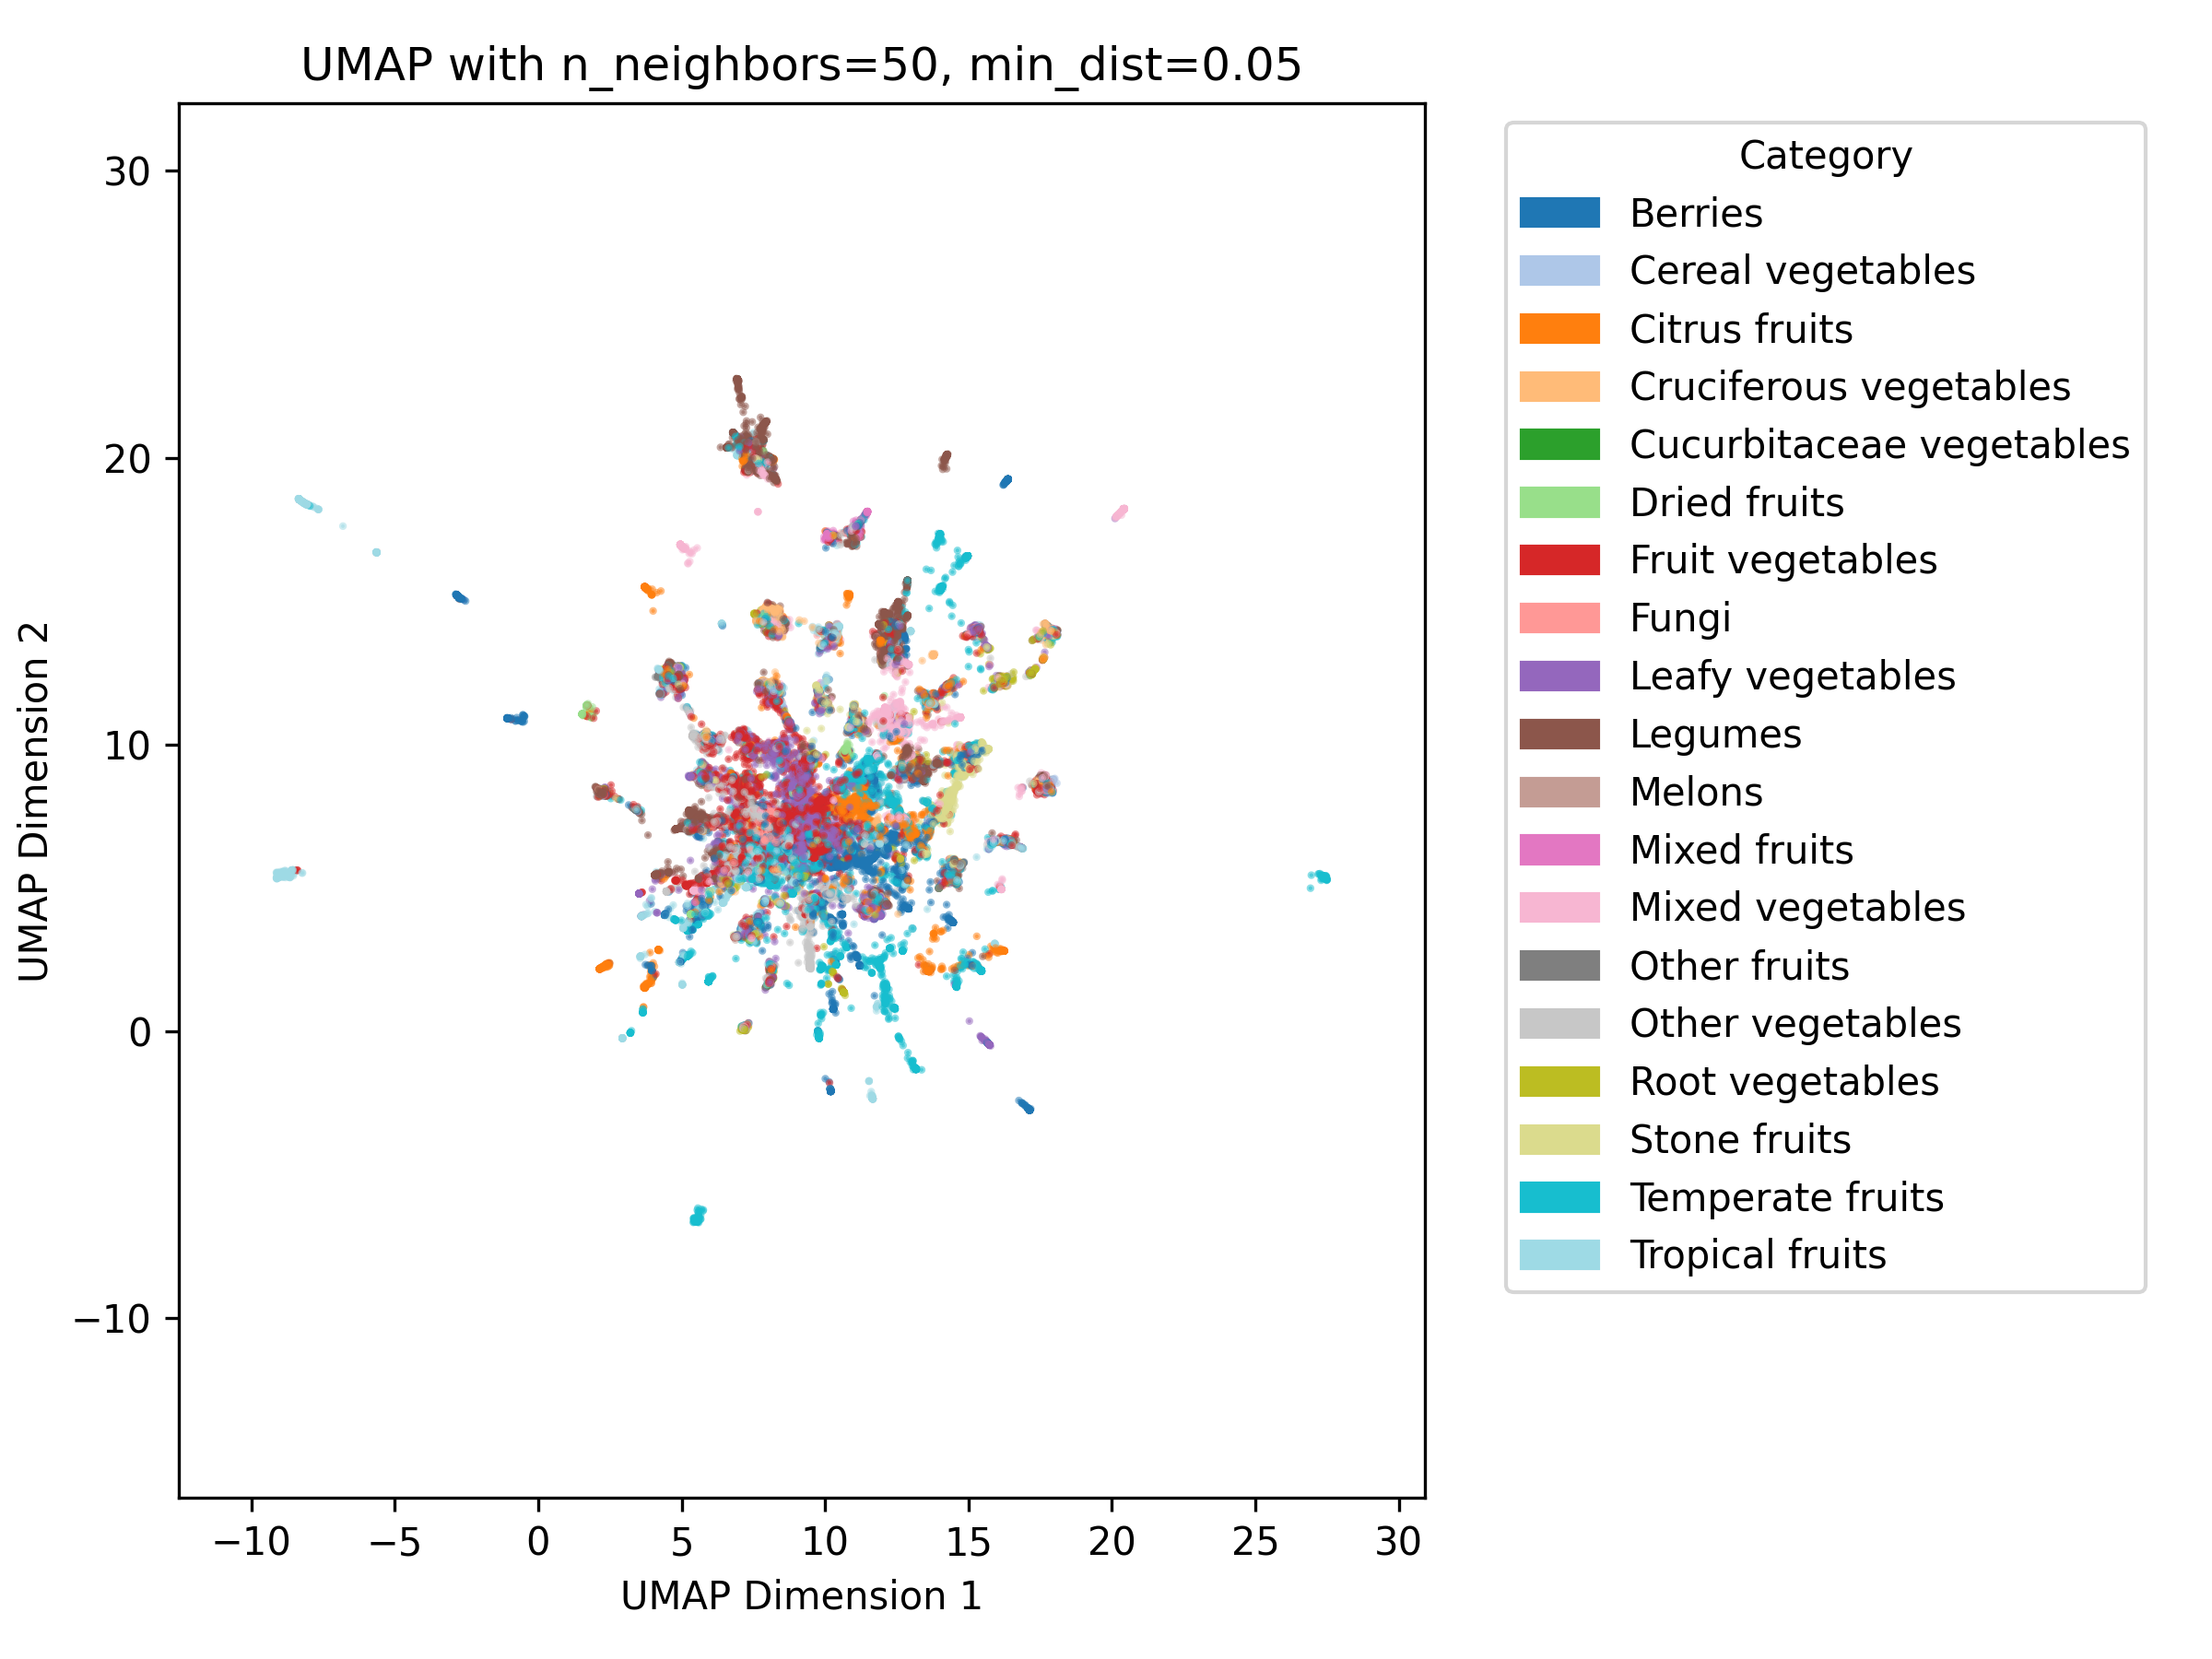 UMAP with n_neighbors=50, min_dist=0.05
UMAP Dimension 2
30
20
10
0
−10
−10
−5
0
5
10
15
20
25
30
UMAP Dimension 1
Category
Berries
Cereal vegetables
Citrus fruits
Cruciferous vegetables
Cucurbitaceae vegetables
Dried fruits
Fruit vegetables
Fungi
Leafy vegetables
Legumes
Melons
Mixed fruits
Mixed vegetables
Other fruits
Other vegetables
Root vegetables
Stone fruits
Temperate fruits
Tropical fruits